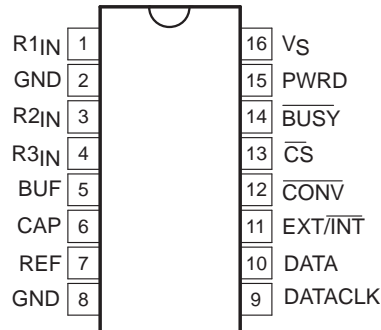 R1IN 1 16 VS
GND 2 15 PWRD
R2IN 3 14 BUSY
R3IN 4 13 CS
BUF 5 12 CONV
CAP 6 11 EXT/INT
REF 7 10 DATA
GND 8 9 DATACLK